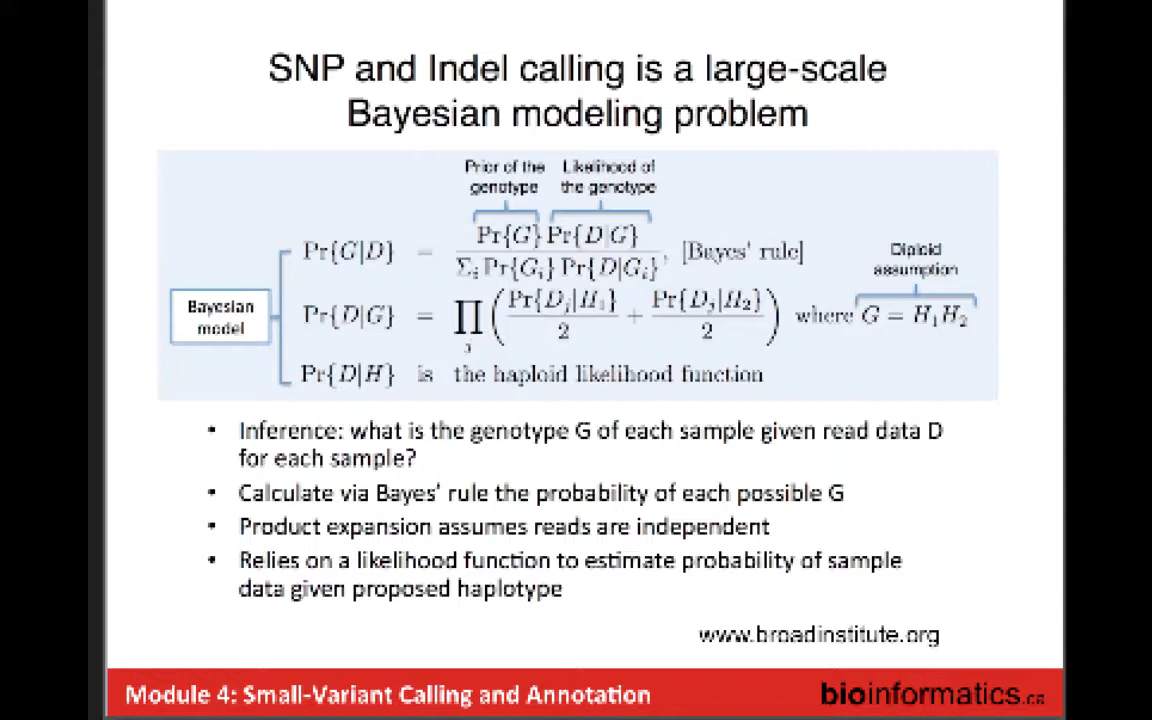 SNP and Indel calling is a large-scale
Bayesian modeling problem
Prior of the genotype
Likelihood of the genotype
Bayesian model
Pr{G|D} = Pr{G} Pr{D|G} / Σᵢ Pr{Gᵢ} Pr{D|Gᵢ}, [Bayes' rule]
Diploid assumption
Pr{D|G} = ∏ⱼ ( Pr{Dⱼ|H₁} / 2 + Pr{Dⱼ|H₂} / 2 ) where G = H₁H₂
Pr{D|H} is the haploid likelihood function
• Inference: what is the genotype G of each sample given read data D
for each sample?
• Calculate via Bayes' rule the probability of each possible G
• Product expansion assumes reads are independent
• Relies on a likelihood function to estimate probability of sample
data given proposed haplotype
www.broadinstitute.org
Module 4: Small-Variant Calling and Annotation
bioinformatics.ca